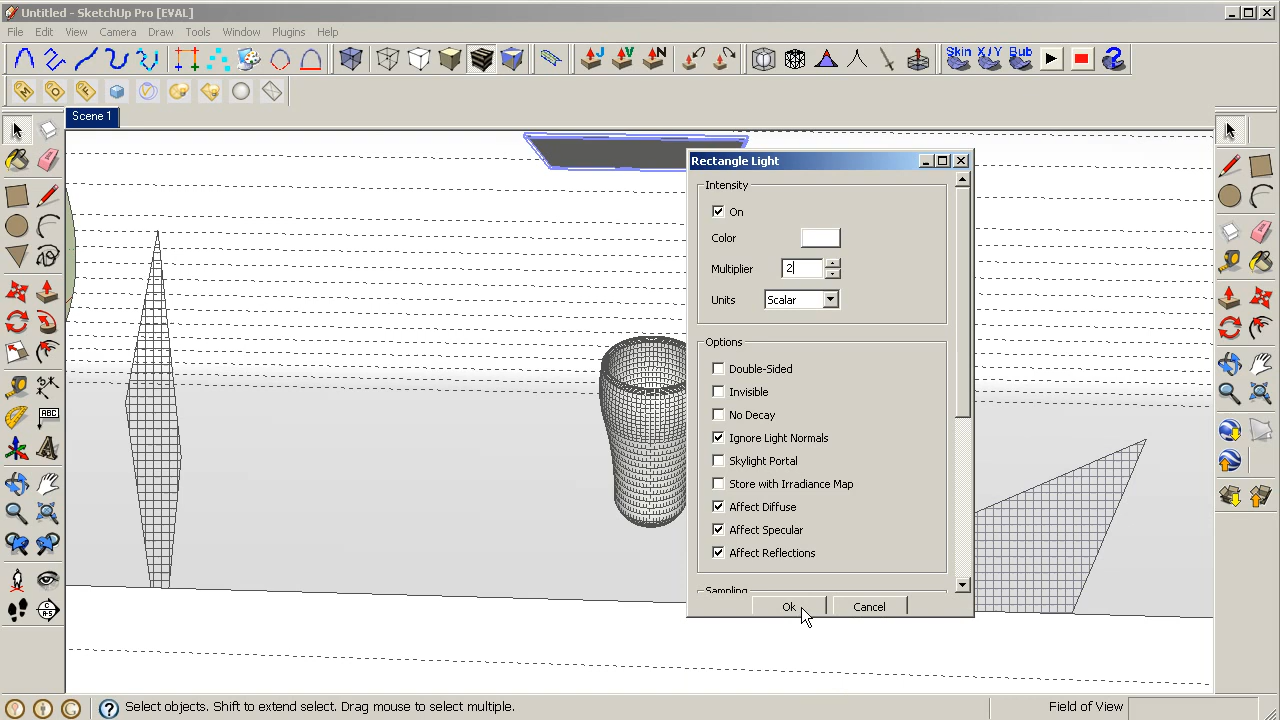 Untitled - SketchUp Pro [EVAL]
File Edit View Camera Draw Tools Window Plugins Help
J V N Skin X/Y Bub
M O F
Scene 1
Rectangle Light
Intensity
On
Color
Multiplier 2
Units Scalar
Options
Double-Sided
Invisible
No Decay
Ignore Light Normals
Skylight Portal
Store with Irradiance Map
Affect Diffuse
Affect Specular
Affect Reflections
Sampling
Ok Cancel
ABC
A
Select objects. Shift to extend select. Drag mouse to select multiple. Field of View